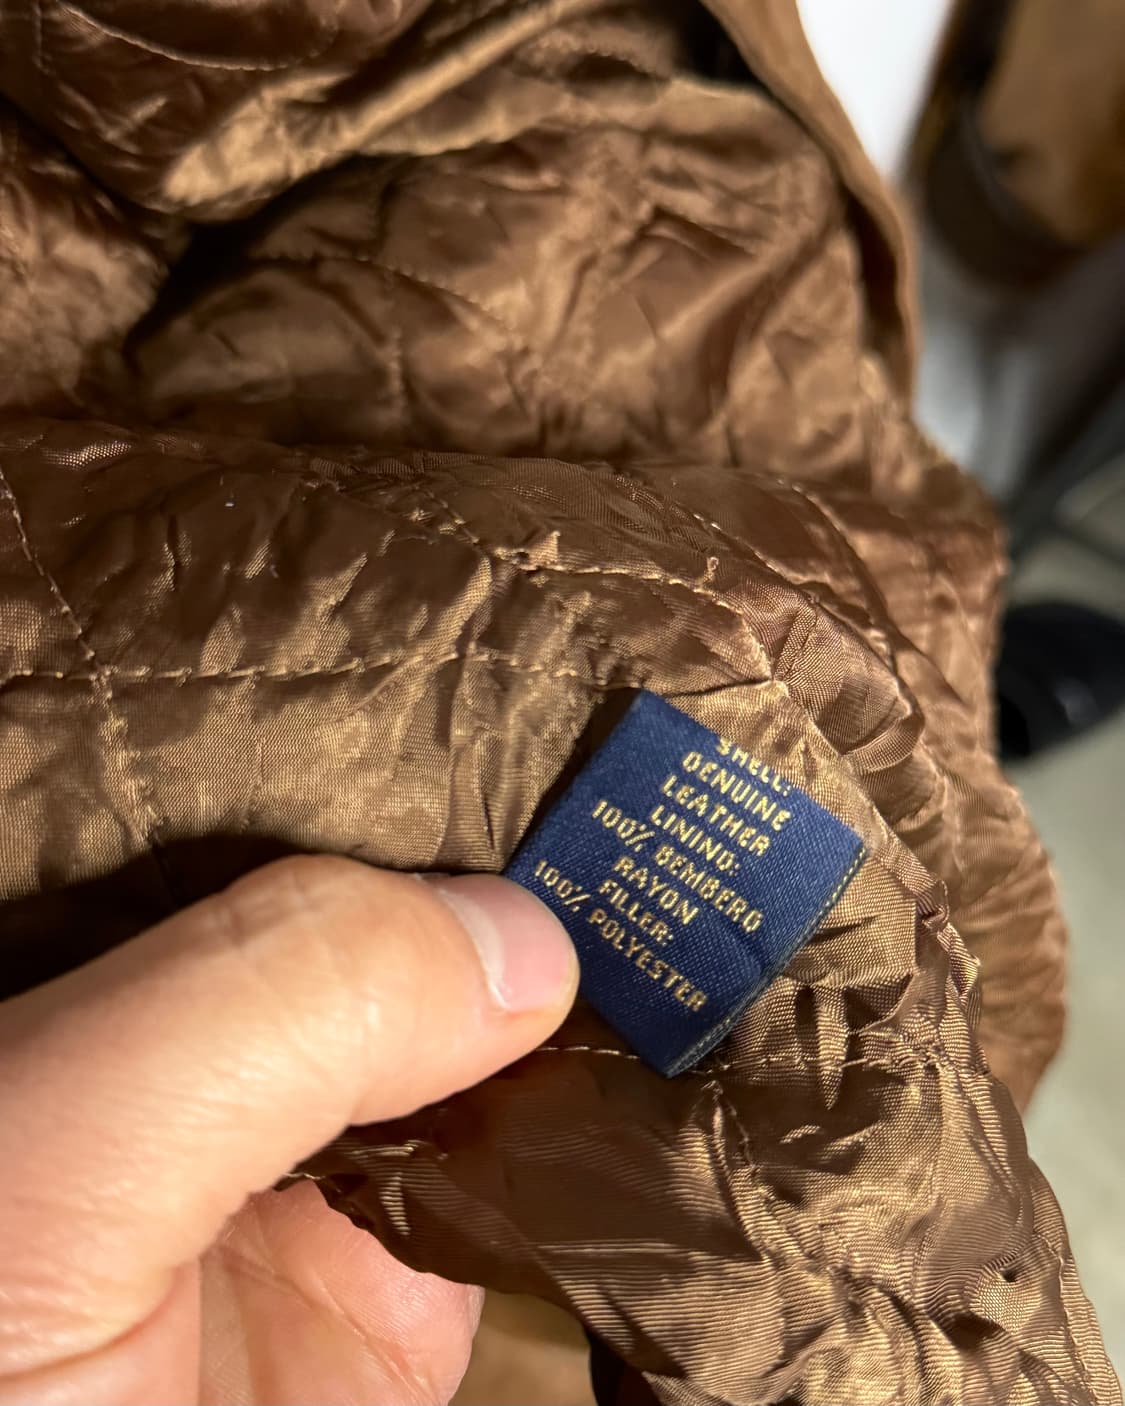 SHELL:
GENUINE
LEATHER
LINING:
100% BEMBERG
RAYON
FILLER:
100% POLYESTER